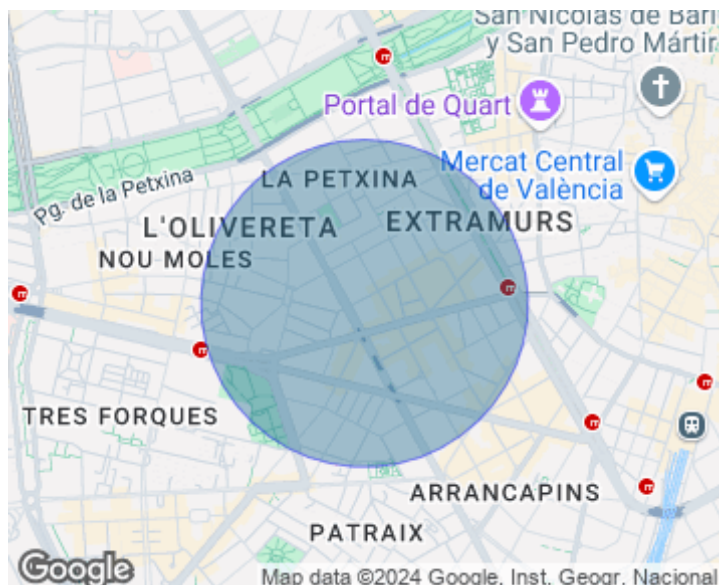 San Nicolás de Bari
y San Pedro Mártir
Portal de Quart
Mercat Central
de València
Pg. de la Petxina
LA PETXINA
L'OLIVERETA
EXTRAMURS
NOU MOLES
TRES FORQUES
ARRANCAPINS
PATRAIX
Google
Map data ©2024 Google, Inst. Geogr. Nacional